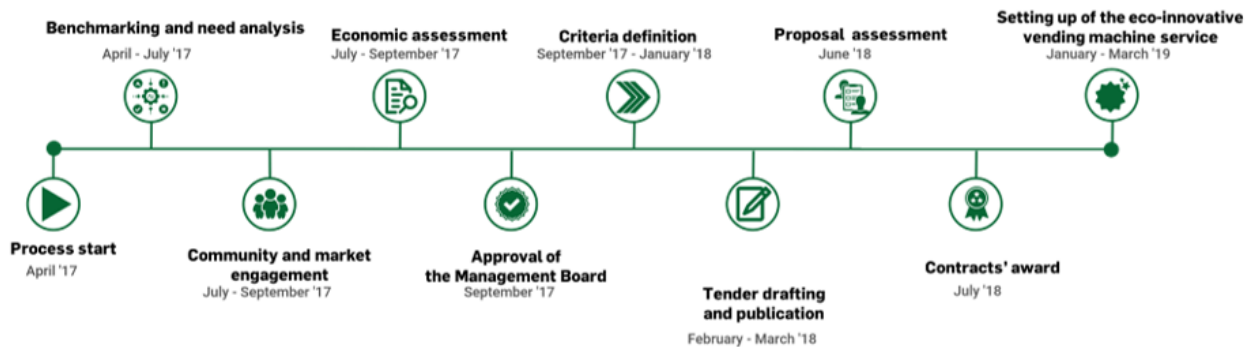 Benchmarking and need analysis
April - July '17
Economic assessment
July - September '17
Criteria definition
September '17 - January '18
Proposal assessment
June '18
Setting up of the eco-innovative
vending machine service
January - March '19
Process start
April '17
Community and market
engagement
July - September '17
Approval of
the Management Board
September '17
Tender drafting
and publication
February - March '18
Contracts' award
July '18